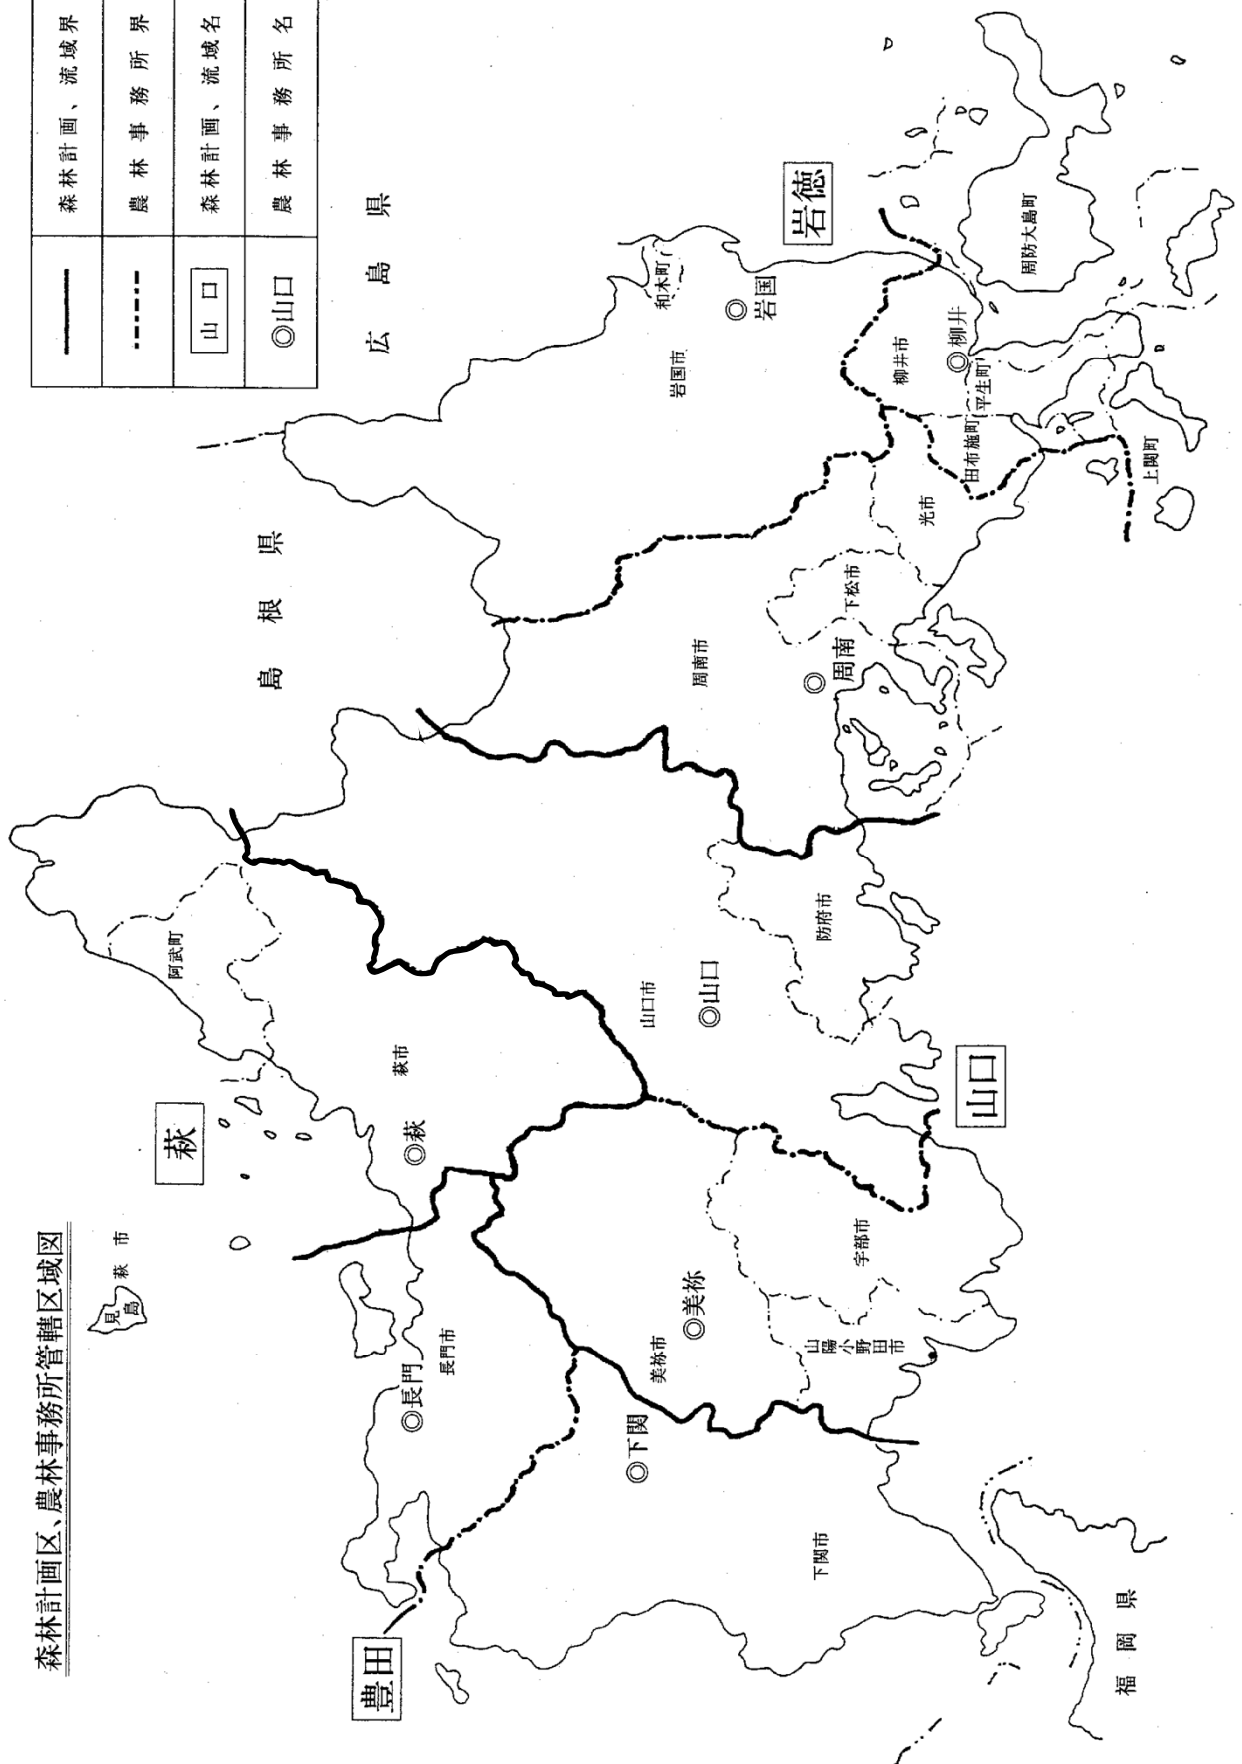 森林計画区、農林事務所管轄区域図
森林計画、流域界
農林事務所界
山口 森林計画、流域名
◎山口 農林事務所名
見島
萩市
島根県
広島県
福岡県
萩
豊田
山口
岩徳
阿武町
萩市
◎萩
長門市
◎長門
美祢市
◎美祢
◎下関
下関市
山陽小野田市
宇部市
山口市
◎山口
防府市
周南市
◎周南
下松市
光市
岩国市
◎岩国
和木町
柳井市
◎柳井
平生町
田布施町
上関町
周防大島町